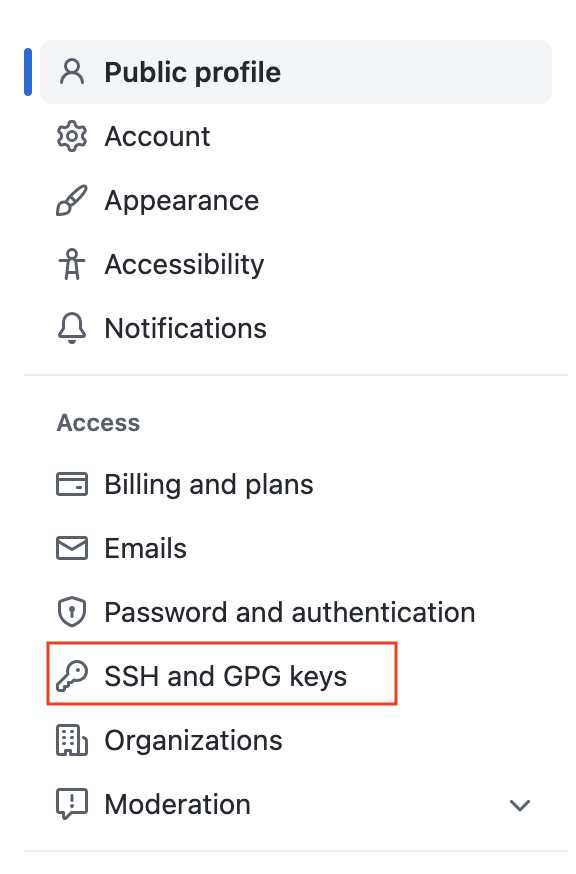 Public profile
Account
Appearance
Accessibility
Notifications
Access
Billing and plans
Emails
Password and authentication
SSH and GPG keys
Organizations
Moderation